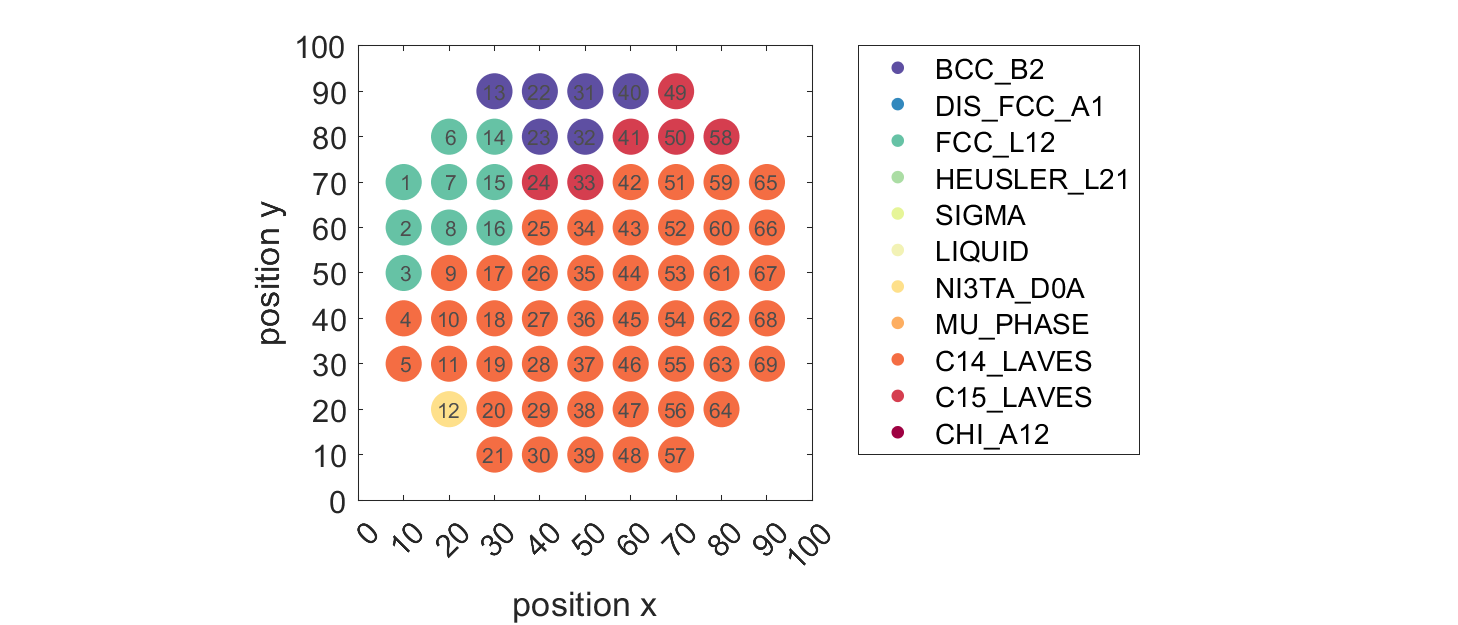 100
90
80
70
60
50
40
30
20
10
0
position y
13 22 31 40 49
6 14 23 32 41 50 58
1 7 15 24 33 42 51 59 65
2 8 16 25 34 43 52 60 66
3 9 17 26 35 44 53 61 67
4 10 18 27 36 45 54 62 68
5 11 19 28 37 46 55 63 69
12 20 29 38 47 56 64
21 30 39 48 57
0 10 20 30 40 50 60 70 80 90 100
position x
BCC_B2
DIS_FCC_A1
FCC_L12
HEUSLER_L21
SIGMA
LIQUID
NI3TA_D0A
MU_PHASE
C14_LAVES
C15_LAVES
CHI_A12